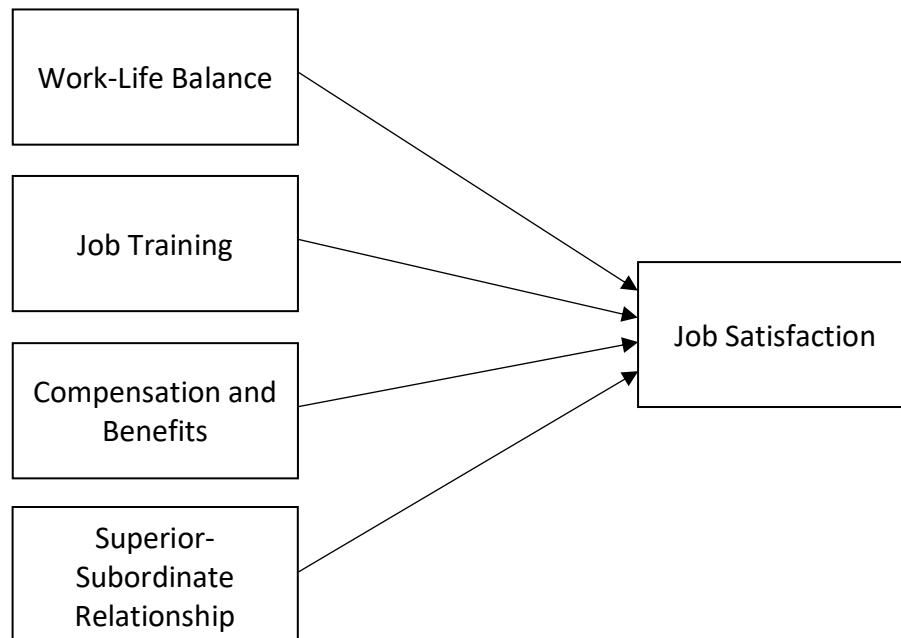 Work-Life Balance
Job Training
Job Satisfaction
Compensation and
Benefits
Superior-
Subordinate
Relationship